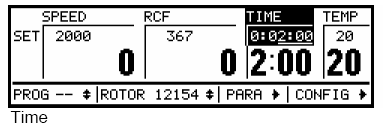 SPEED RCF TIME TEMP
SET 2000 367 0:02:00 20
0 0 2:00 20
PROG -- ♦ ROTOR 12154 ♦ PARA ▶ CONFIG ▶
Time